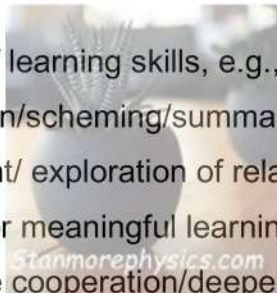 learning skills, e.g.,
n/scheming/summa
t/ exploration of rela
r meaningful learnin
Stanmorephysics.com
e cooperation/deepe